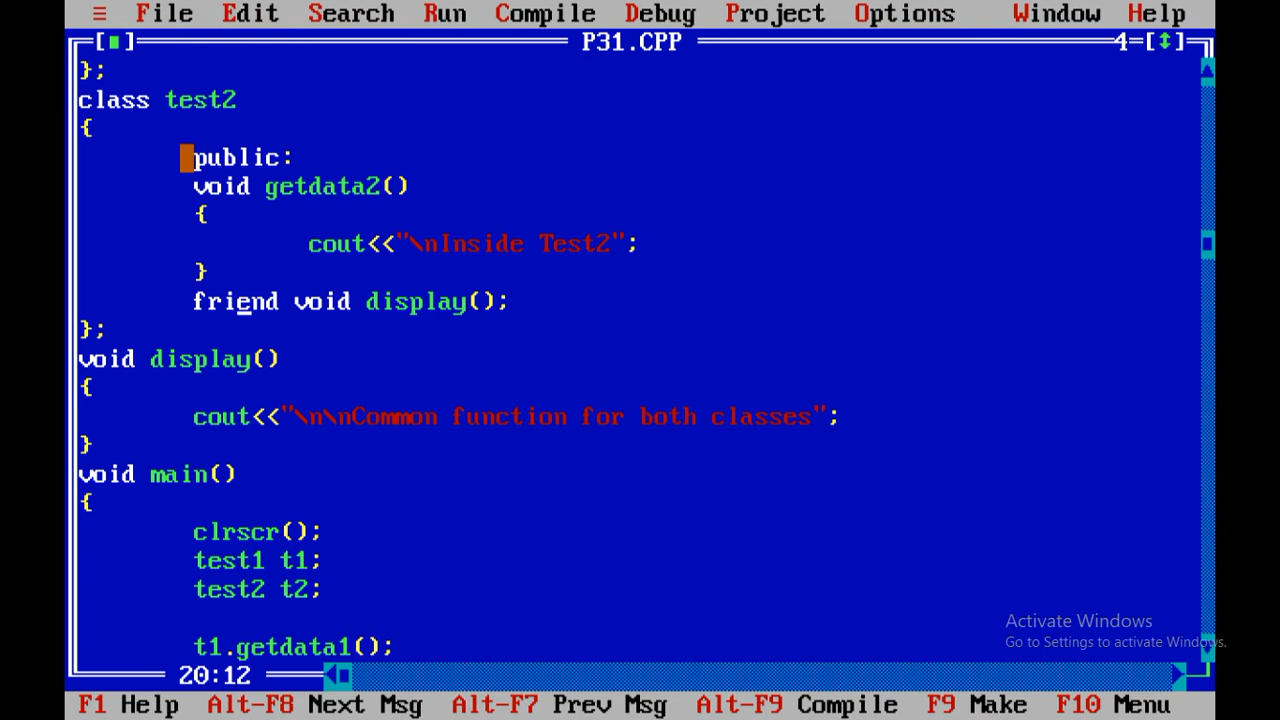 ≡ File Edit Search Run Compile Debug Project Options Window Help
[■] P31.CPP 4=[↕]
};
class test2
{
public:
void getdata2()
{
cout<<"\nInside Test2";
}
friend void display();
};
void display()
{
cout<<"\n\nCommon function for both classes";
}
void main()
{
clrscr();
test1 t1;
test2 t2;
t1.getdata1();
Activate Windows
Go to Settings to activate Windows.
20:12
F1 Help Alt-F8 Next Msg Alt-F7 Prev Msg Alt-F9 Compile F9 Make F10 Menu